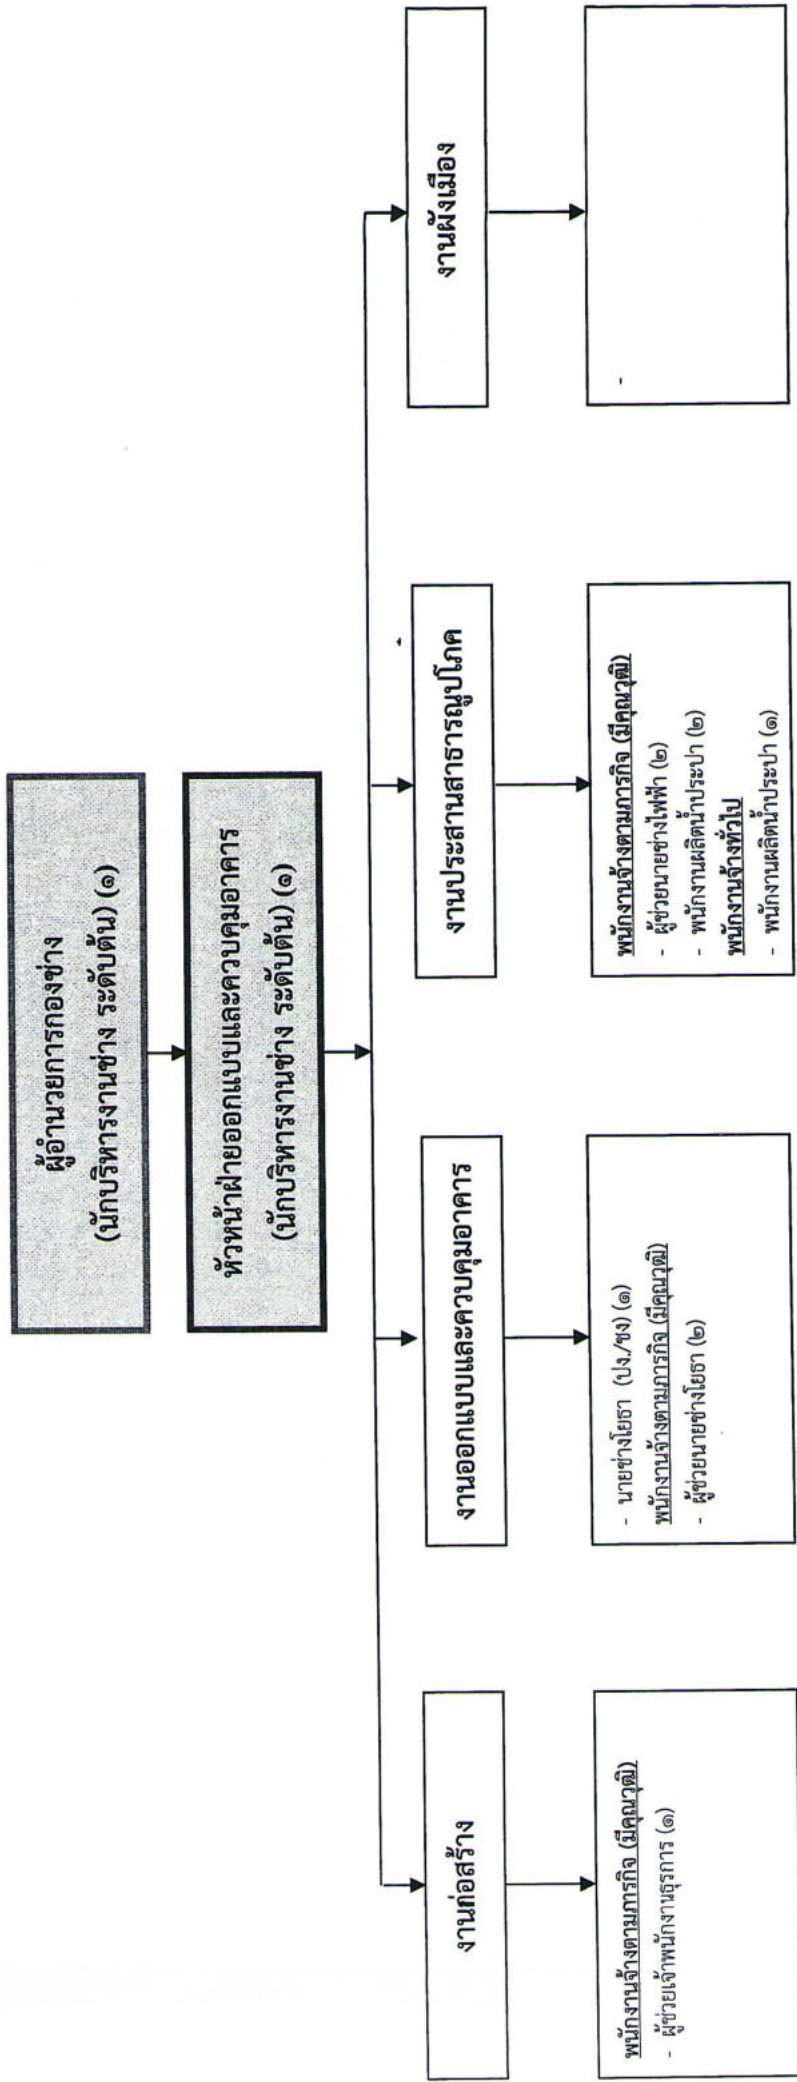 ผู้อำนวยการกองช่าง
(นักบริหารงานช่าง ระดับต้น) (๑)
หัวหน้าฝ่ายออกแบบและควบคุมอาคาร
(นักบริหารงานช่าง ระดับต้น) (๑)
งานก่อสร้าง
พนักงานจ้างตามภารกิจ (มีคุณวุฒิ)
- ผู้ช่วยเจ้าพนักงานธุรการ (๑)
งานออกแบบและควบคุมอาคาร
- นายช่างโยธา (ปง./ชง) (๑)
พนักงานจ้างตามภารกิจ (มีคุณวุฒิ)
- ผู้ช่วยนายช่างโยธา (๒)
งานประสานสาธารณูปโภค
พนักงานจ้างตามภารกิจ (มีคุณวุฒิ)
- ผู้ช่วยนายช่างไฟฟ้า (๒)
- พนักงานผลิตน้ำประปา (๒)
พนักงานจ้างทั่วไป
- พนักงานผลิตน้ำประปา (๑)
งานผังเมือง
-